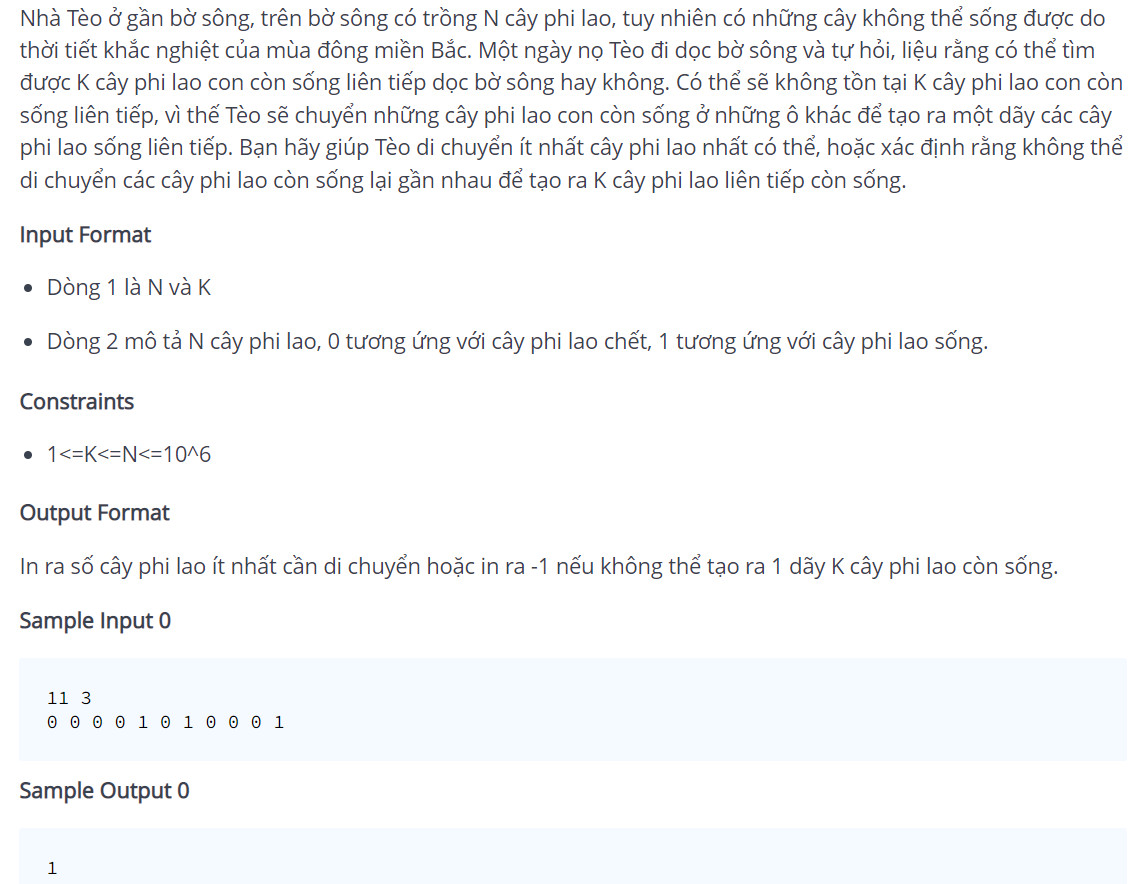 Nhà Tèo ở gần bờ sông, trên bờ sông có trồng N cây phi lao, tuy nhiên có những cây không thể sống được do
thời tiết khắc nghiệt của mùa đông miền Bắc. Một ngày nọ Tèo đi dọc bờ sông và tự hỏi, liệu rằng có thể tìm
được K cây phi lao con còn sống liên tiếp dọc bờ sông hay không. Có thể sẽ không tồn tại K cây phi lao con còn
sống liên tiếp, vì thế Tèo sẽ chuyển những cây phi lao con còn sống ở những ô khác để tạo ra một dãy các cây
phi lao sống liên tiếp. Bạn hãy giúp Tèo di chuyển ít nhất cây phi lao nhất có thể, hoặc xác định rằng không thể
di chuyển các cây phi lao còn sống lại gần nhau để tạo ra K cây phi lao liên tiếp còn sống.
Input Format
• Dòng 1 là N và K
• Dòng 2 mô tả N cây phi lao, 0 tương ứng với cây phi lao chết, 1 tương ứng với cây phi lao sống.
Constraints
• 1<=K<=N<=10^6
Output Format
In ra số cây phi lao ít nhất cần di chuyển hoặc in ra -1 nếu không thể tạo ra 1 dãy K cây phi lao còn sống.
Sample Input 0
11 3
0 0 0 0 1 0 1 0 0 0 1
Sample Output 0
1